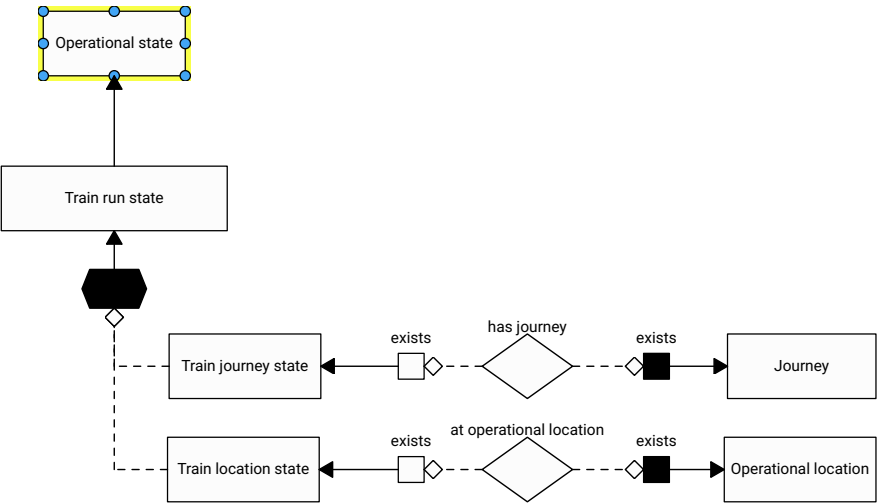 Operational state
Train run state
has journey
exists
exists
Train journey state
Journey
at operational location
exists
exists
Train location state
Operational location